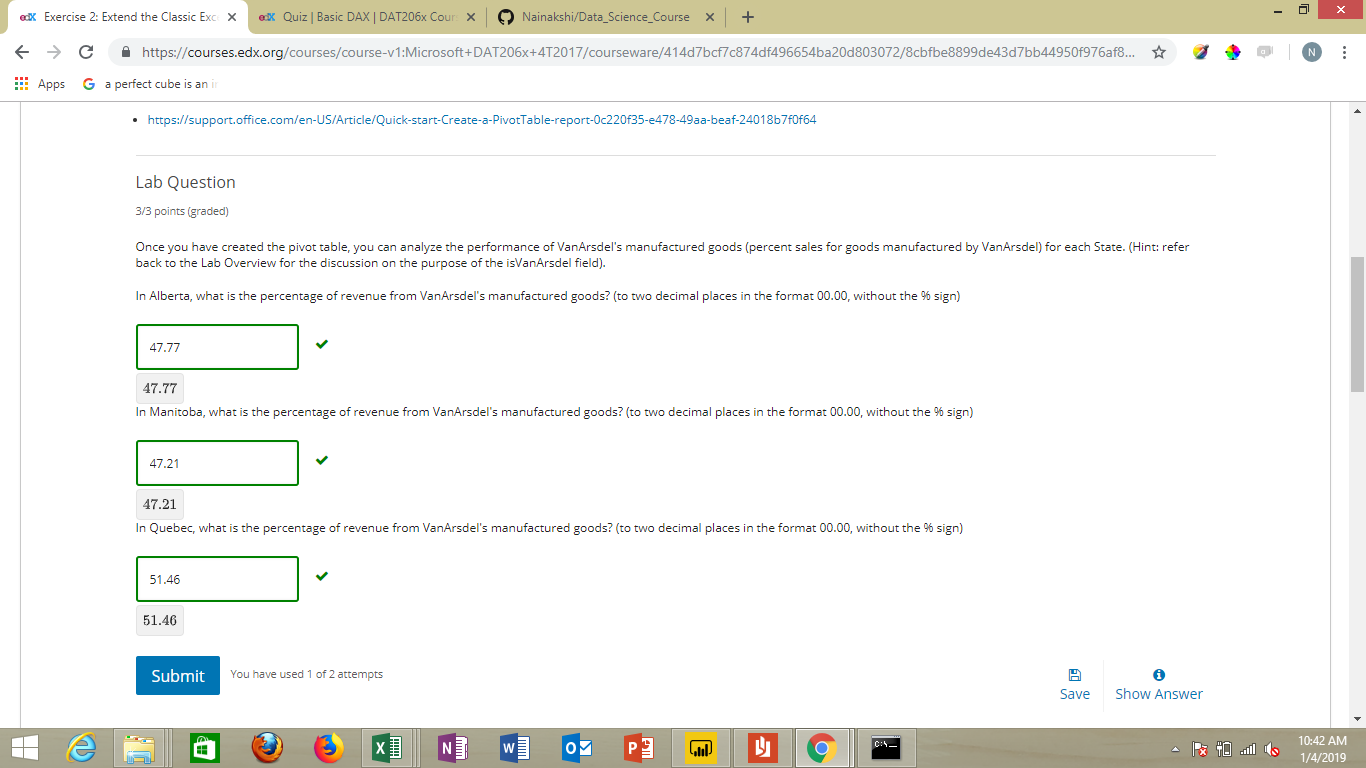 edX Exercise 2: Extend the Classic Exc
edX Quiz | Basic DAX | DAT206x Cour
Nainakshi/Data_Science_Course
https://courses.edx.org/courses/course-v1:Microsoft+DAT206x+4T2017/courseware/414d7bcf7c874df496654ba20d803072/8cbfbe8899de43d7bb44950f976af8...
N
Apps
G a perfect cube is an i
https://support.office.com/en-US/Article/Quick-start-Create-a-PivotTable-report-0c220f35-e478-49aa-beaf-24018b7f0f64
Lab Question
3/3 points (graded)
Once you have created the pivot table, you can analyze the performance of VanArsdel's manufactured goods (percent sales for goods manufactured by VanArsdel) for each State. (Hint: refer
back to the Lab Overview for the discussion on the purpose of the isVanArsdel field).
In Alberta, what is the percentage of revenue from VanArsdel's manufactured goods? (to two decimal places in the format 00.00, without the % sign)
47.77
47.77
In Manitoba, what is the percentage of revenue from VanArsdel's manufactured goods? (to two decimal places in the format 00.00, without the % sign)
47.21
47.21
In Quebec, what is the percentage of revenue from VanArsdel's manufactured goods? (to two decimal places in the format 00.00, without the % sign)
51.46
51.46
Submit
You have used 1 of 2 attempts
Save
Show Answer
10:42 AM
1/4/2019